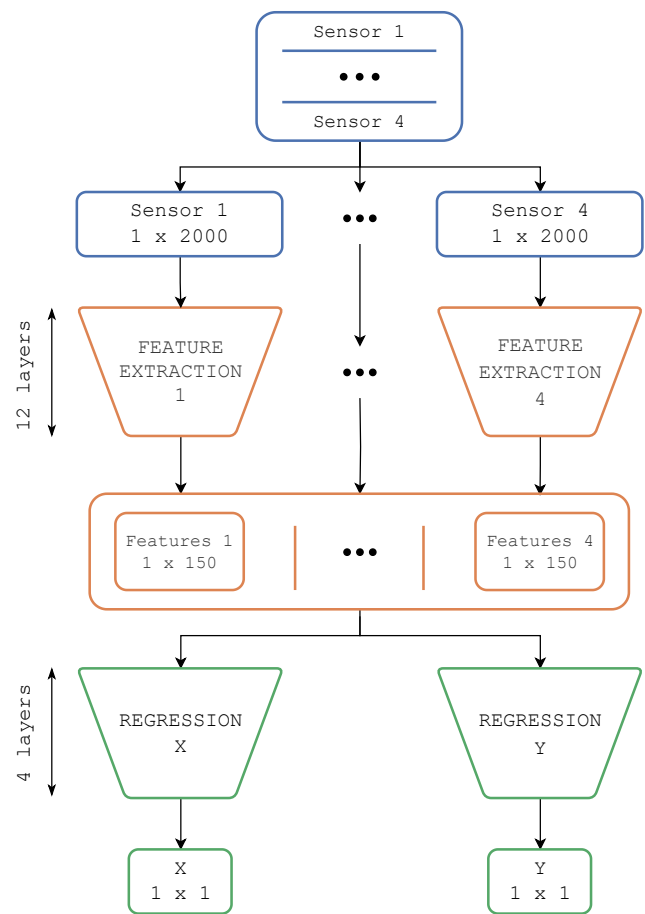 Sensor 1
•••
Sensor 4
Sensor 1
1 x 2000
•••
Sensor 4
1 x 2000
12 layers
FEATURE
EXTRACTION
1
•••
FEATURE
EXTRACTION
4
Features 1
1 x 150
•••
Features 4
1 x 150
4 layers
REGRESSION
X
REGRESSION
Y
X
1 x 1
Y
1 x 1